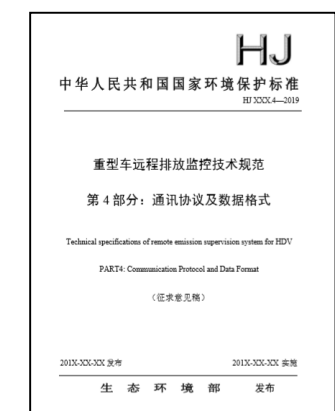 HJ
中华人民共和国国家环境保护标准
HJ XXX.4—2019
重型车远程排放监控技术规范
第 4 部分：通讯协议及数据格式
Technical specifications of remote emission supervision system for HDV
PART4: Communication Protocol and Data Format
（征求意见稿）
201X-XX-XX 发布 201X-XX-XX 实施
生 态 环 境 部 发布